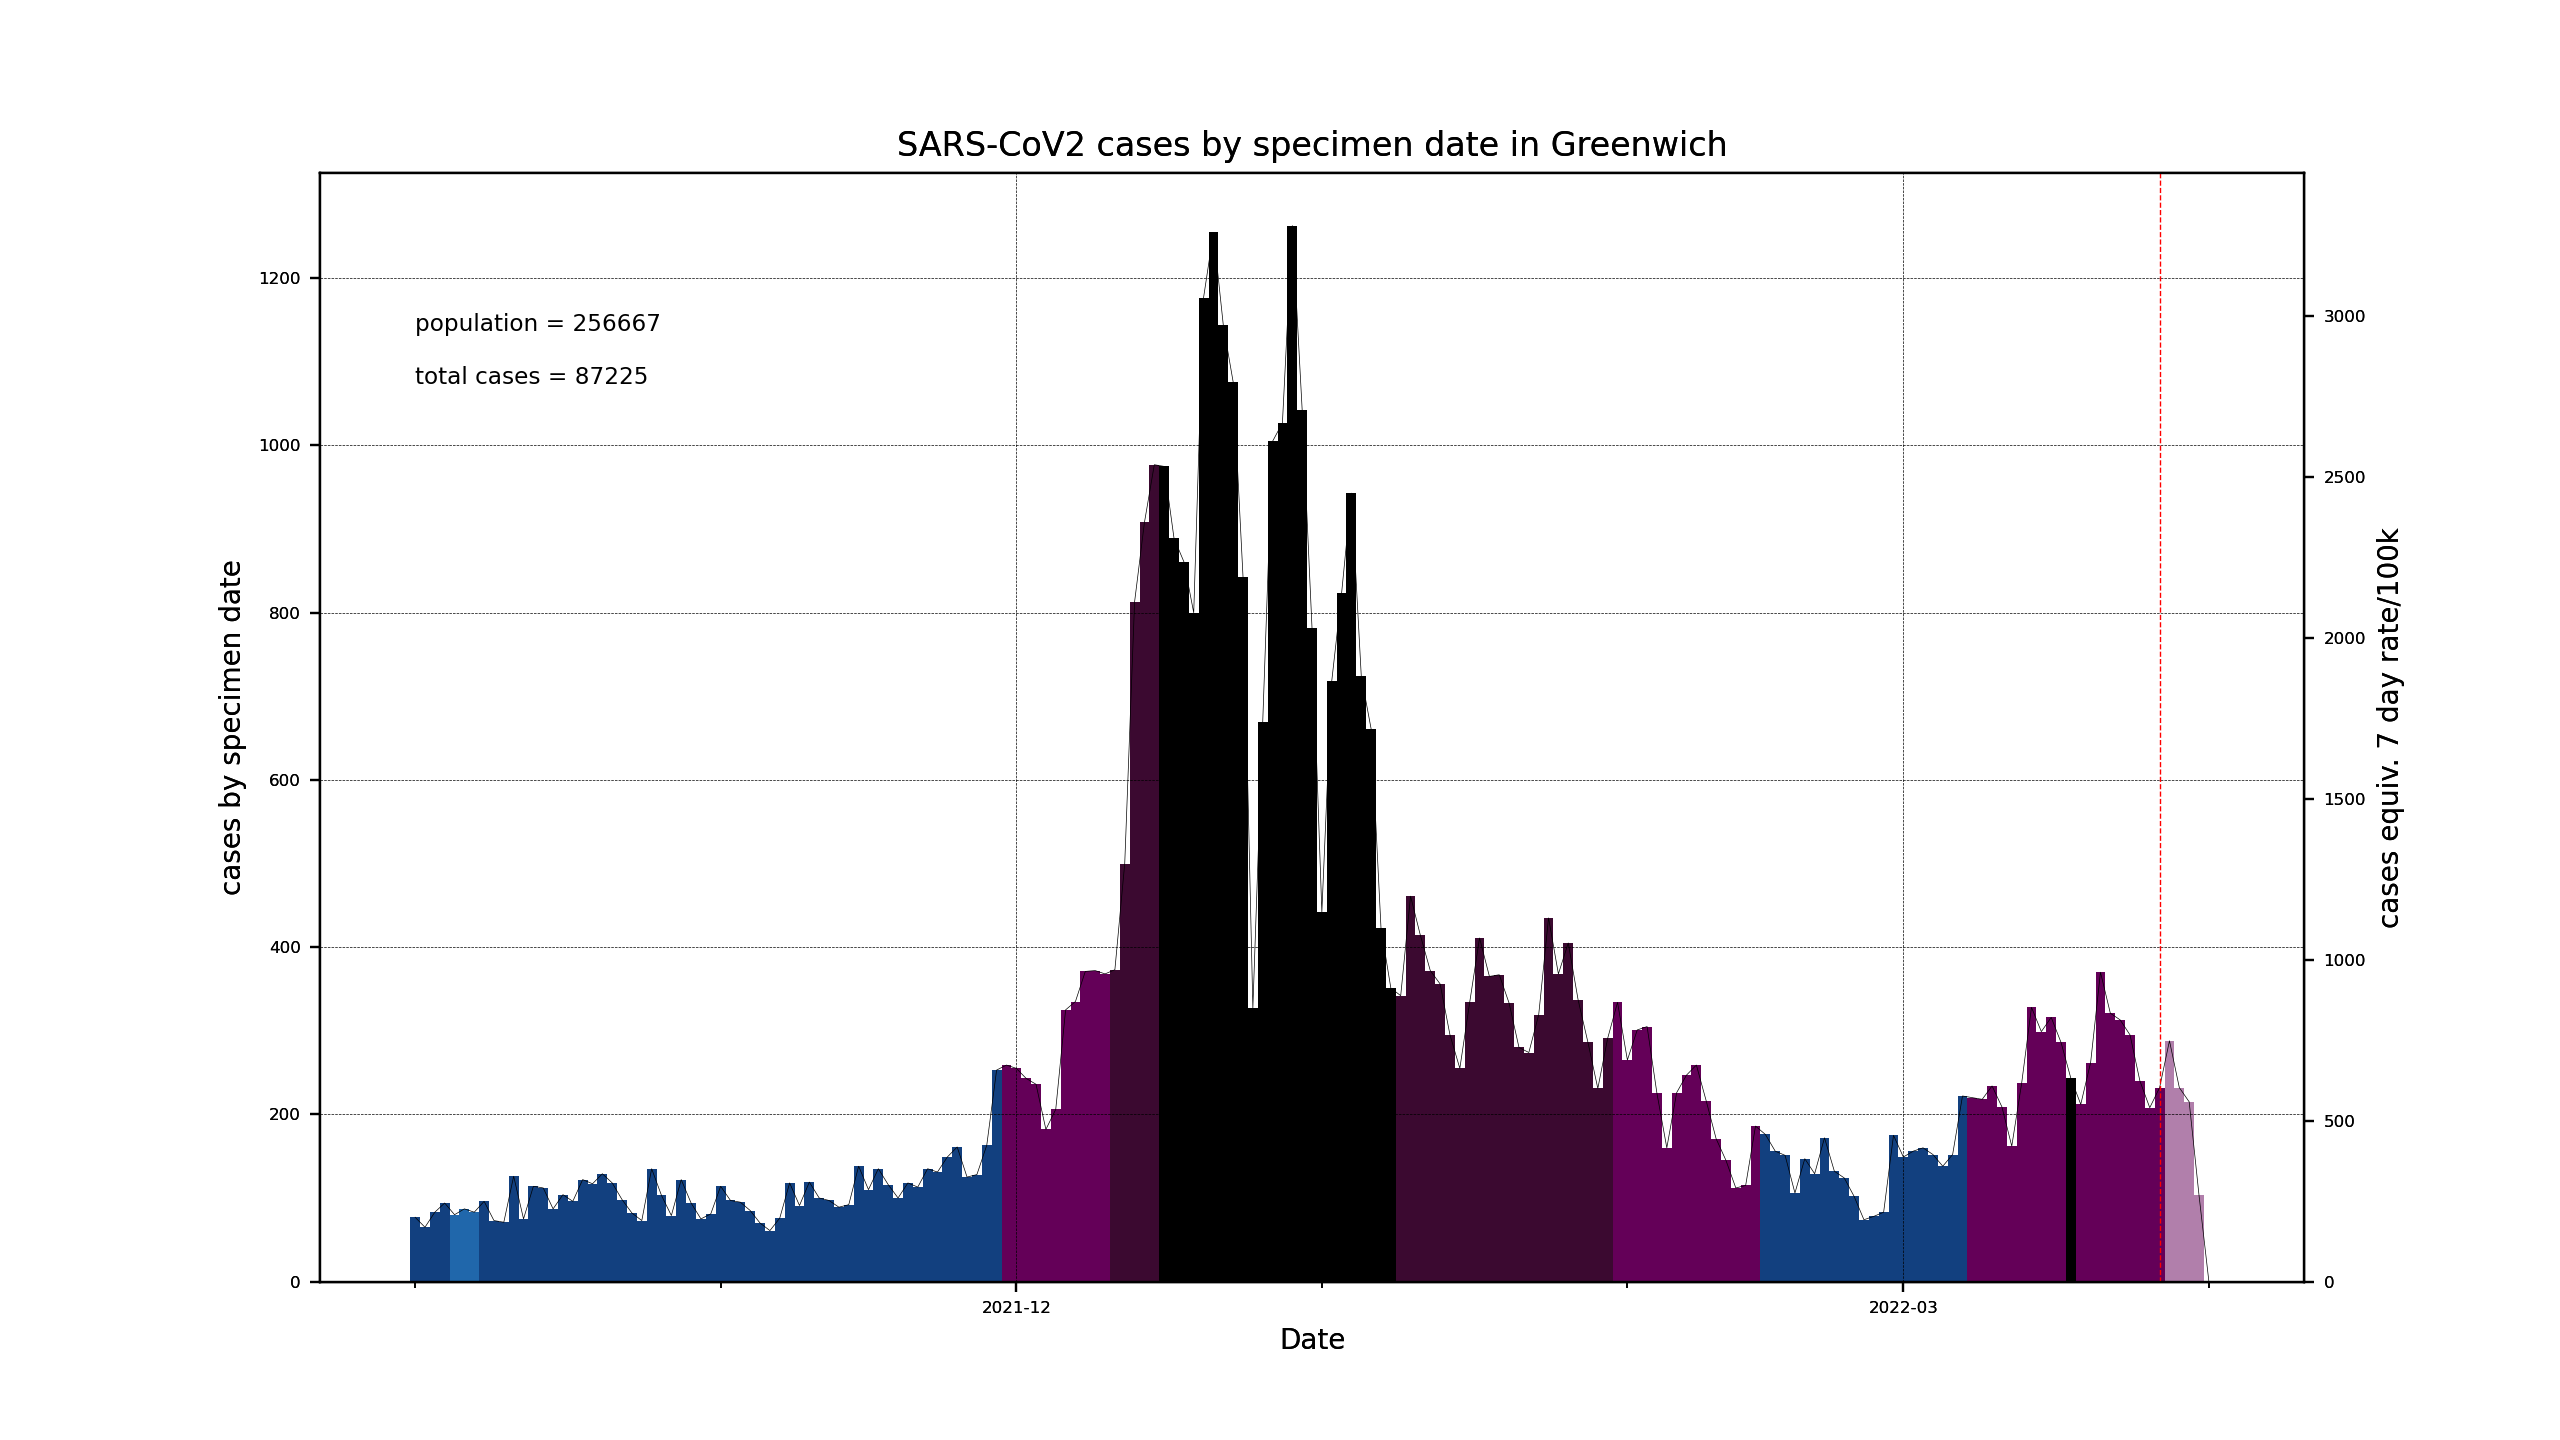 SARS-CoV2 cases by specimen date in Greenwich
population = 256667
total cases = 87225
cases by specimen date
1200
1000
800
600
400
200
0
3000
2500
2000
1500
1000
500
0
cases equiv. 7 day rate/100k
2021-12
2022-03
Date